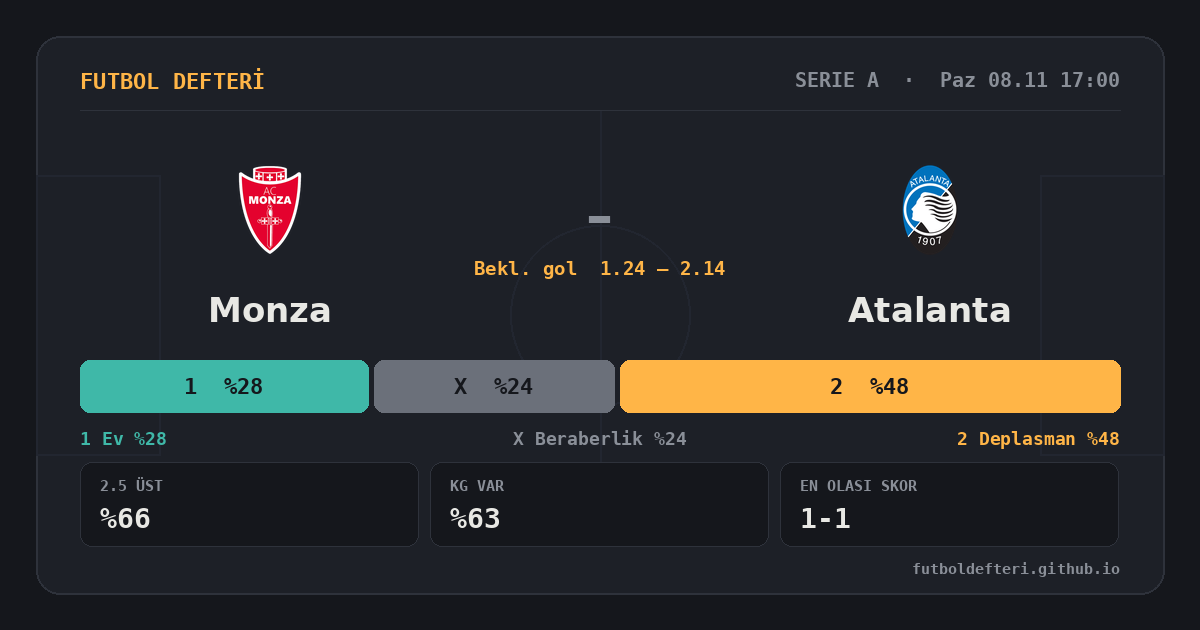 FUTBOL DEFTERİ
SERIE A · Paz 08.11 17:00
AC
MONZA
ATALANTA
1907
–
Bekl. gol 1.24 – 2.14
Monza
Atalanta
1 %28
X %24
2 %48
1 Ev %28
X Beraberlik %24
2 Deplasman %48
2.5 ÜST
%66
KG VAR
%63
EN OLASI SKOR
1-1
futboldefteri.github.io